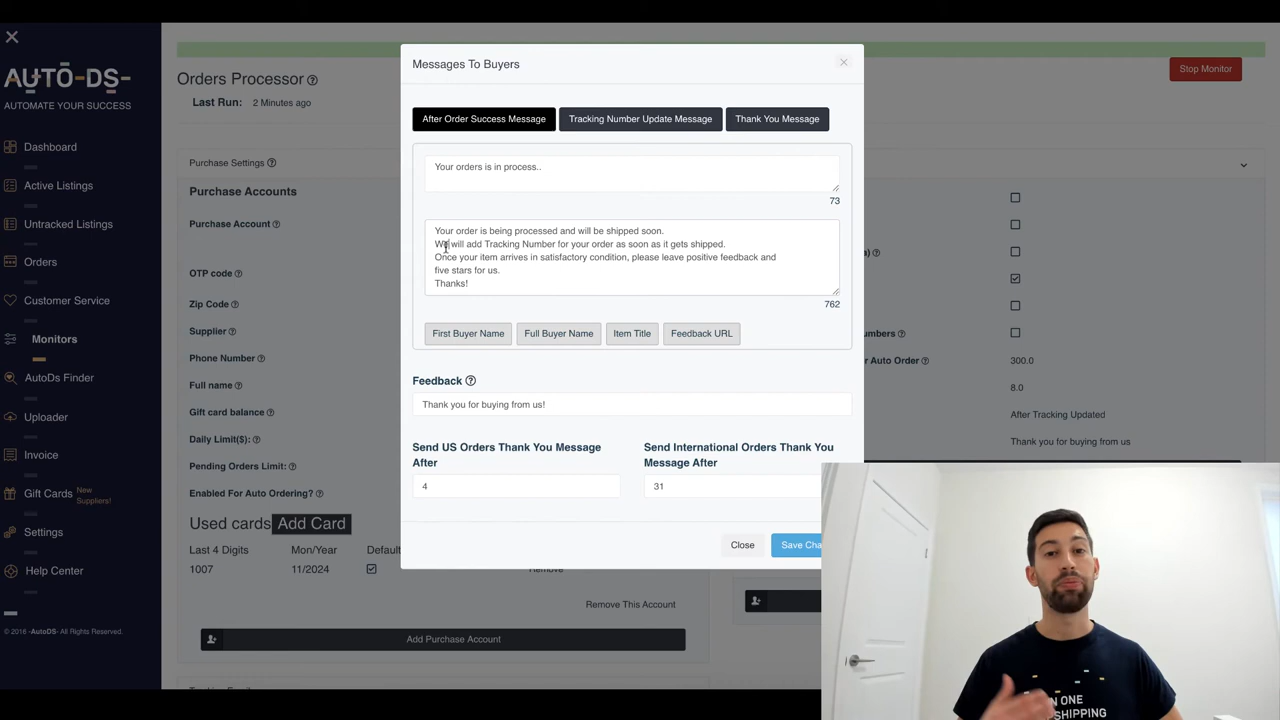 Messages To Buyers
After Order Success Message
Tracking Number Update Message
Thank You Message
Your orders is in process..
73
Your order is being processed and will be shipped soon.
We will add Tracking Number for your order as soon as it gets shipped.
Once your item arrives in satisfactory condition, please leave positive feedback and
five stars for us.
Thanks!
762
First Buyer Name
Full Buyer Name
Item Title
Feedback URL
Feedback
Thank you for buying from us!
Send US Orders Thank You Message
After
4
Send International Orders Thank You
Message After
31
Close
Save Cha
AUTO-DS-
AUTOMATE YOUR SUCCESS
Dashboard
Active Listings
Untracked Listings
Orders
Customer Service
Monitors
AutoDs Finder
Uploader
Invoice
Gift Cards
New
Suppliers!
Settings
Help Center
© 2016 -AutoDS- All Rights Reserved.
Orders Processor
Last Run: 2 Minutes ago
Stop Monitor
Purchase Settings
Purchase Accounts
Purchase Account
OTP code
Zip Code
Supplier
Phone Number
Full name
Gift card balance
Daily Limit($):
Pending Orders Limit:
Enabled For Auto Ordering?
Used cards
Add Card
Last 4 Digits
Mon/Year
Default
1007
11/2024
Remove
Remove This Account
Add Purchase Account
Auto Order
300.0
8.0
After Tracking Updated
Thank you for buying from us
N ONE
SHIPPING